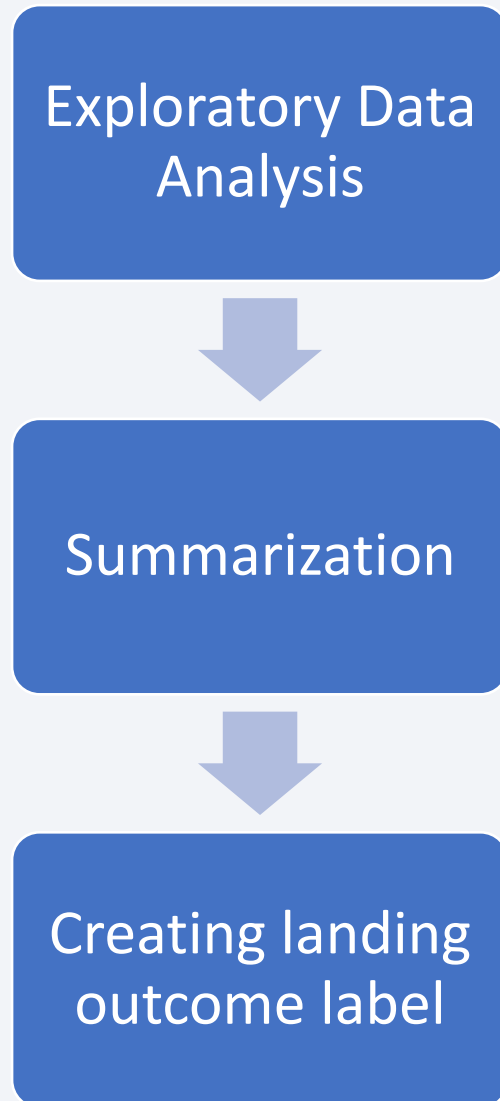 Exploratory Data
Analysis
Summarization
Creating landing
outcome label